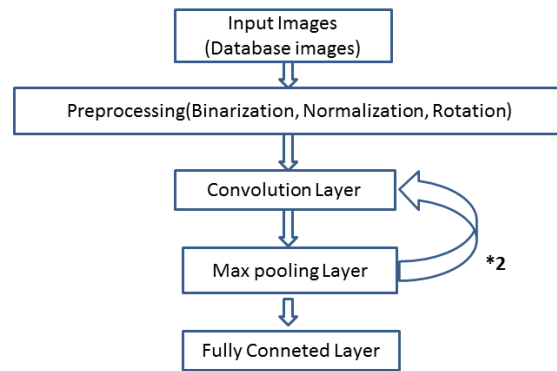 Input Images
(Database images)
Preprocessing(Binarization, Normalization, Rotation)
Convolution Layer
Max pooling Layer
*2
Fully Conneted Layer